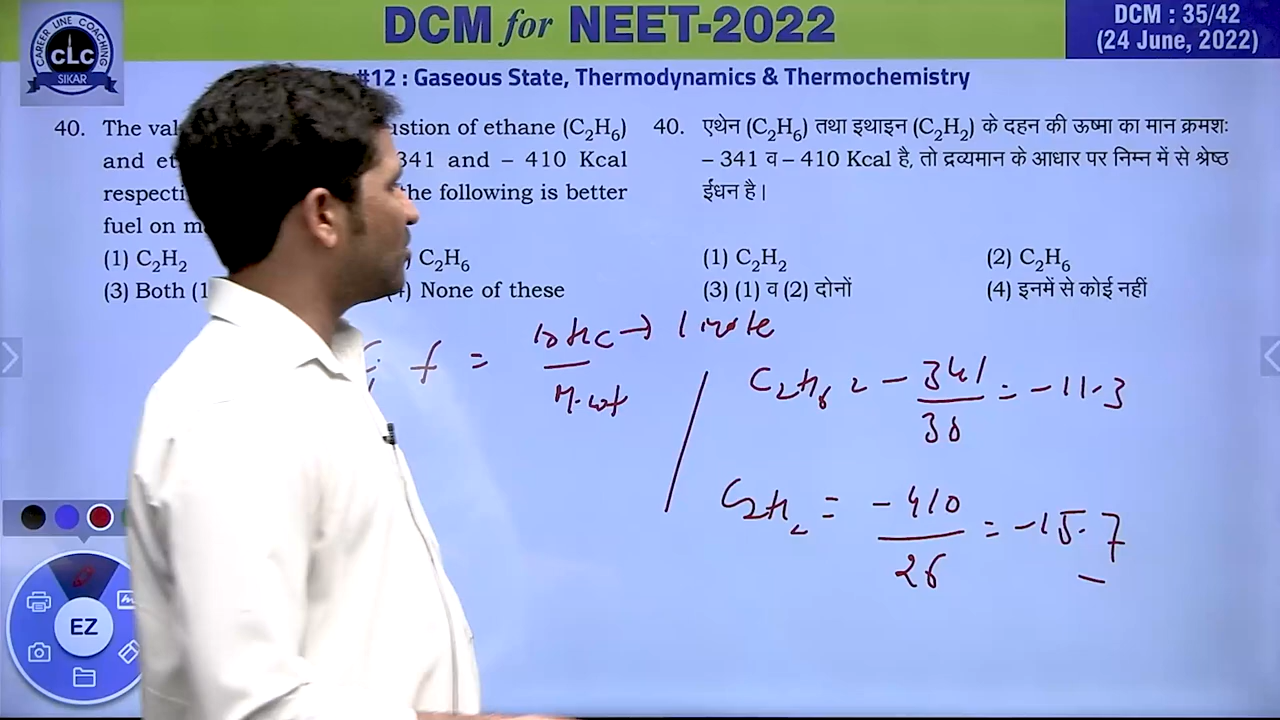 DCM for NEET-2022
DCM : 35/42
(24 June, 2022)
CAREER LINE COACHING
CLC
SIKAR
#12 : Gaseous State, Thermodynamics & Thermochemistry
40. The val ustion of ethane (C₂H₆)
and et 341 and – 410 Kcal
respecti he following is better
fuel on m
(1) C₂H₂ ) C₂H₆
(3) Both (1 (4) None of these
40. एथेन (C₂H₆) तथा इथाइन (C₂H₂) के दहन की ऊष्मा का मान क्रमशः
– 341 व – 410 Kcal है, तो द्रव्यमान के आधार पर निम्न में से श्रेष्ठ
ईंधन है।
(1) C₂H₂ (2) C₂H₆
(3) (1) व (2) दोनों (4) इनमें से कोई नहीं
f = ΔHc → 1 mole
M.wt
C₂H₆ = – 341 = –11.3
30
C₂H₂ = –410 = –15.7
26
EZ